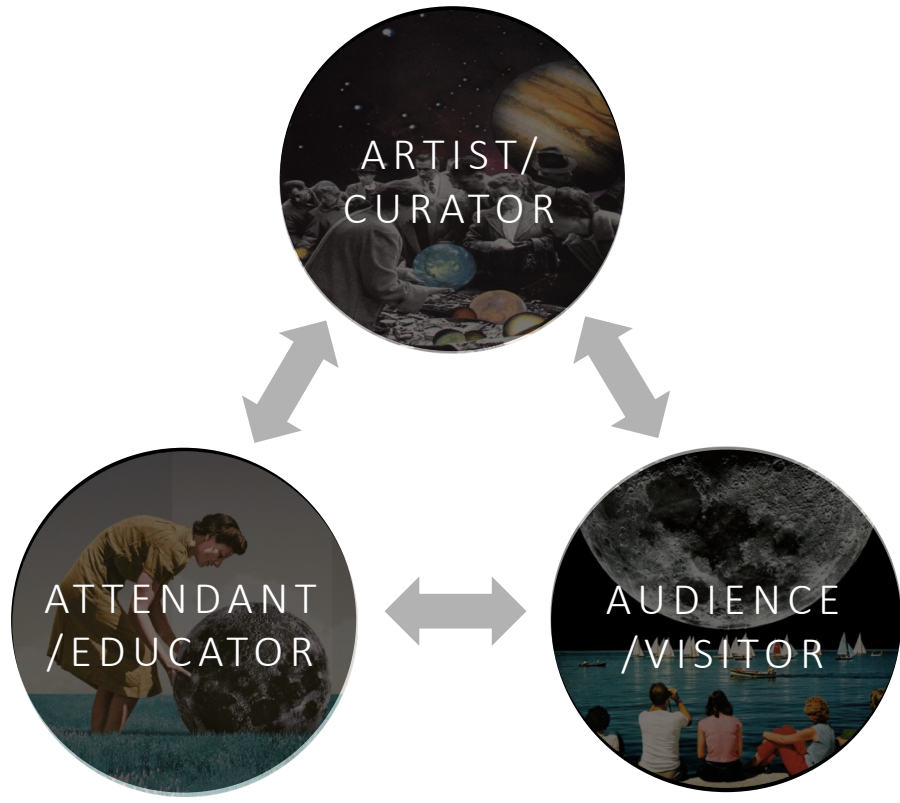 ARTIST/
CURATOR
ATTENDANT
/EDUCATOR
AUDIENCE
/VISITOR